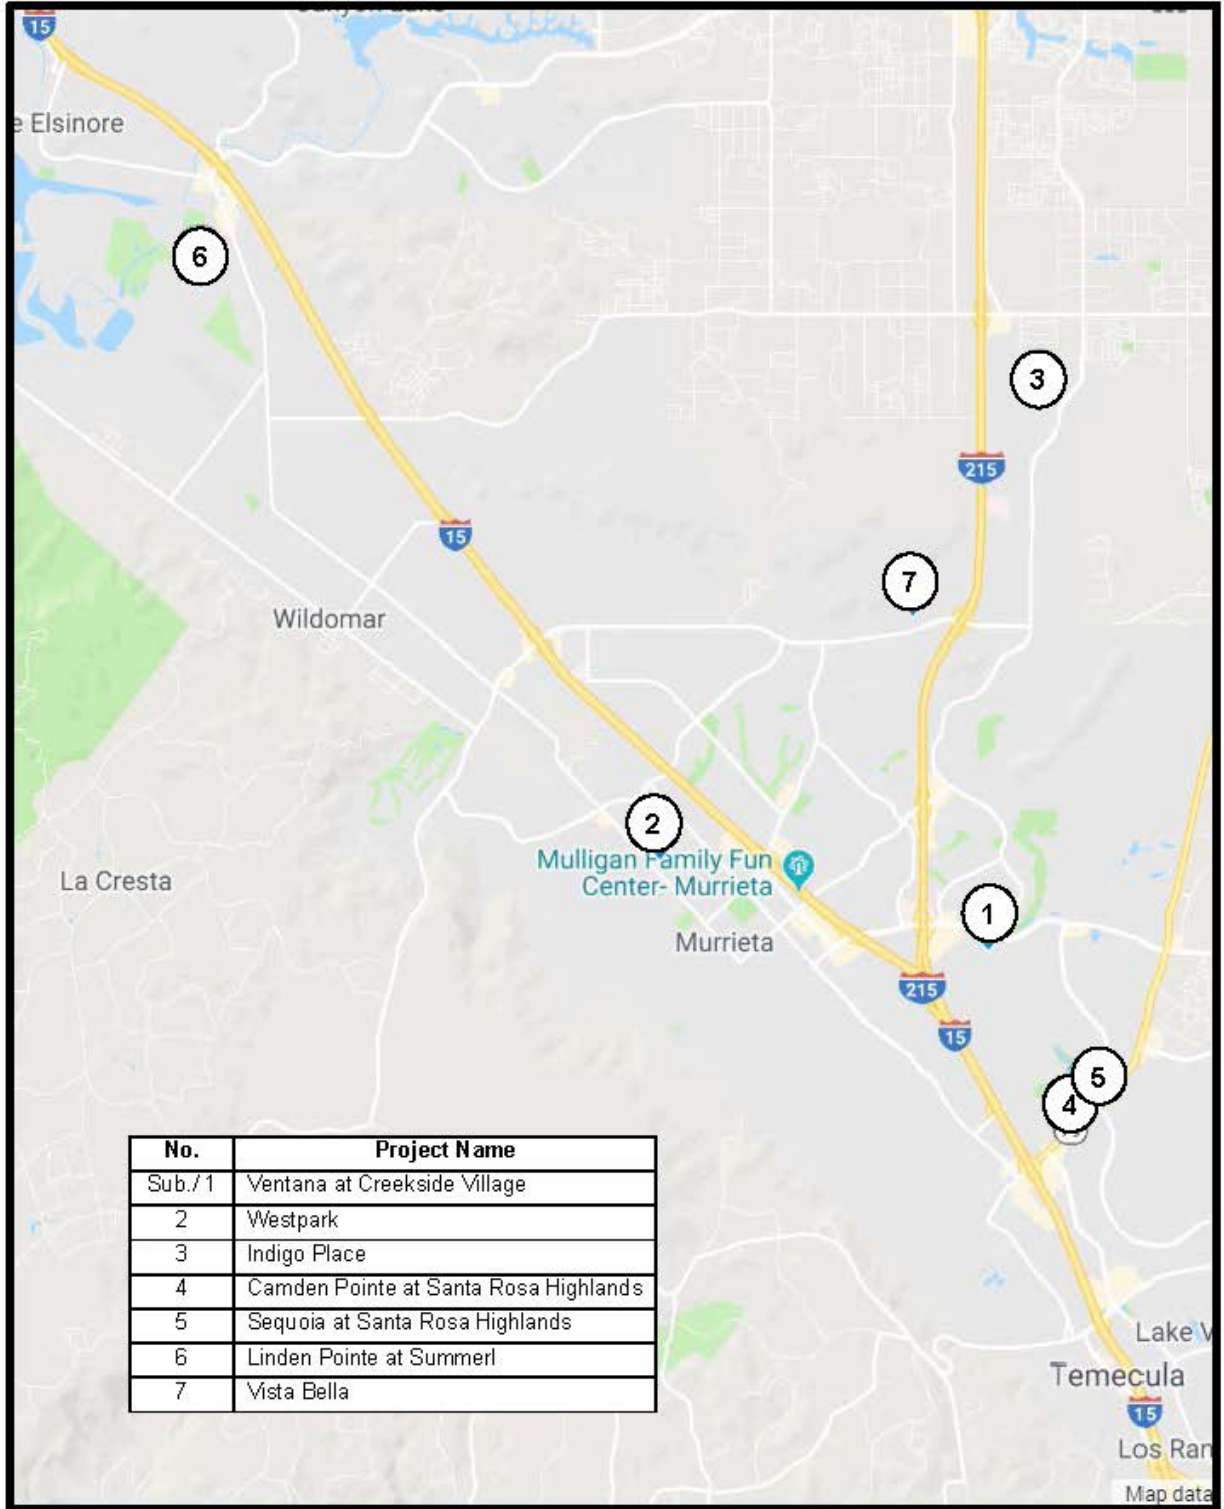 15
e Elsinore
6
3
215
15
7
Wildomar
2
Mulligan Family Fun
Center- Murrieta
La Cresta
1
Murrieta
215
15
5
4
No. Project Name
Sub./1 Ventana at Creekside Village
2 Westpark
3 Indigo Place
4 Camden Pointe at Santa Rosa Highlands
5 Sequoia at Santa Rosa Highlands
6 Linden Pointe at Summerl
7 Vista Bella
Lake V
Temecula
15
Los Ran
Map data